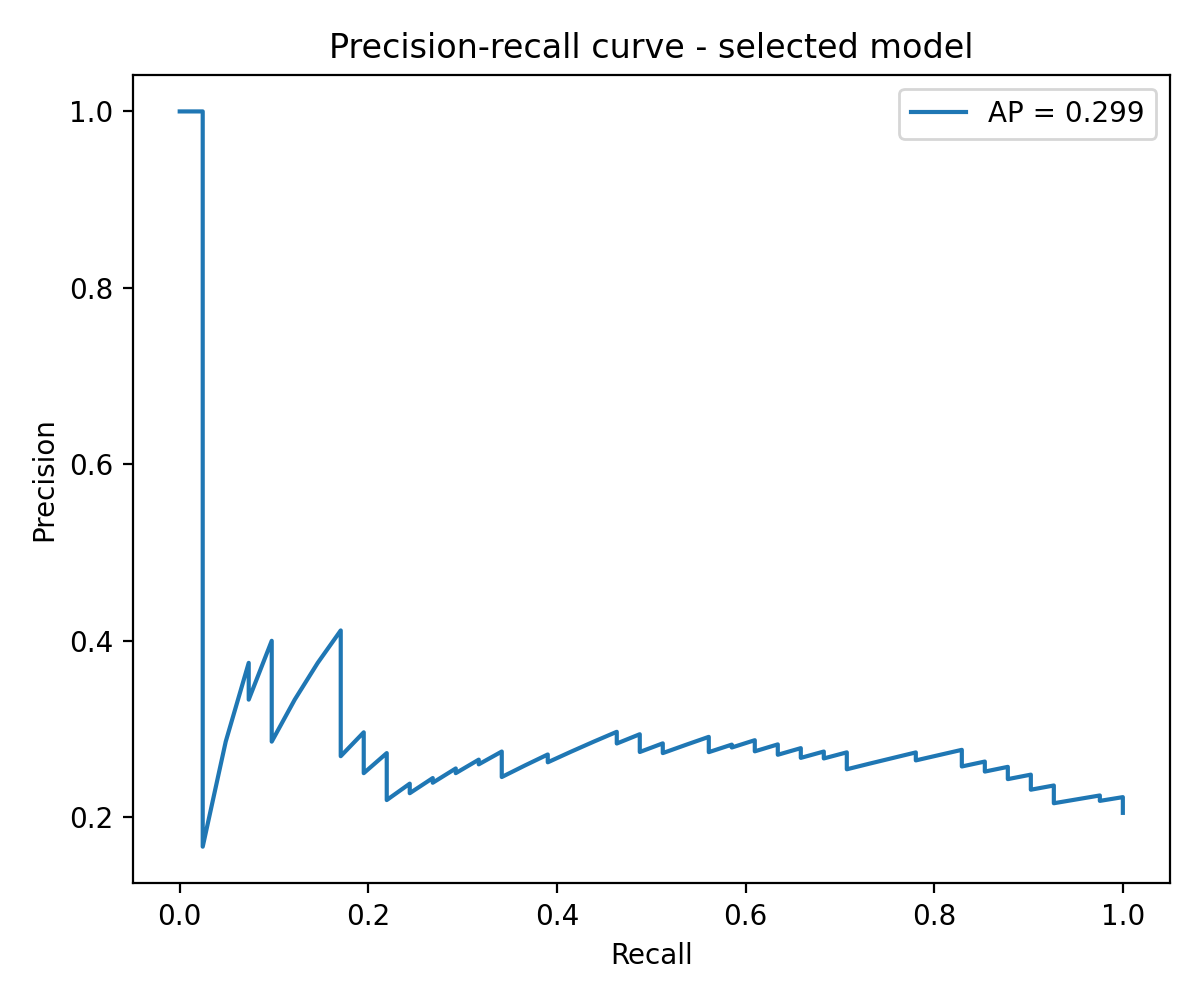 Precision-recall curve - selected model
AP = 0.299
Precision
1.0
0.8
0.6
0.4
0.2
0.0 0.2 0.4 0.6 0.8 1.0
Recall